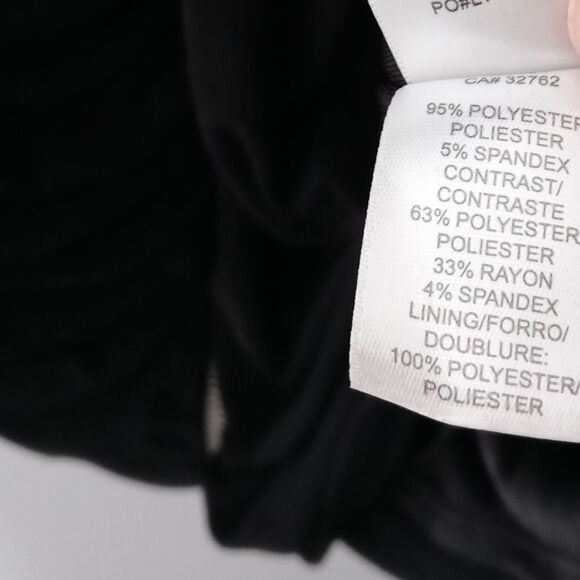 CA# 32762
95% POLYESTER
POLIESTER
5% SPANDEX
CONTRAST/
CONTRASTE
63% POLYESTER
POLIESTER
33% RAYON
4% SPANDEX
LINING/FORRO/
DOUBLURE:
100% POLYESTER/
POLIESTER